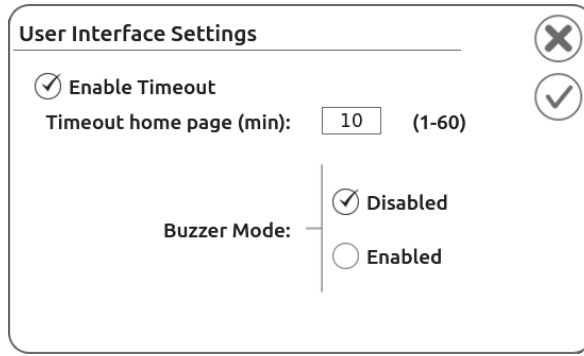 User Interface Settings
Enable Timeout
Timeout home page (min): 10 (1-60)
Disabled
Buzzer Mode:
Enabled